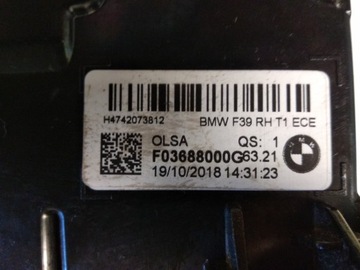 H4742073812 BMW F39 RH T1 ECE
OLSA QS: 1
F03688000G 63.21
19/10/2018 14:31:23